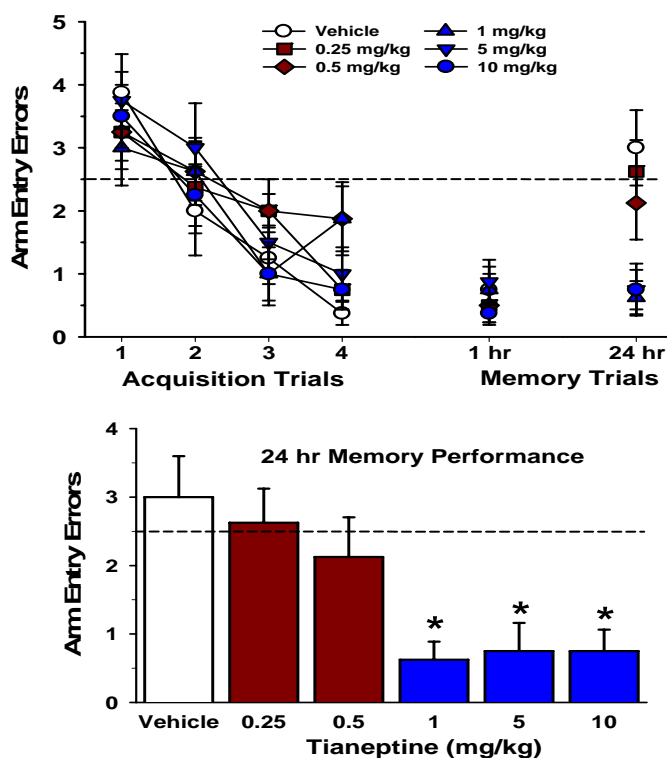 5
Vehicle
1 mg/kg
0.25 mg/kg
5 mg/kg
0.5 mg/kg
10 mg/kg
4
3
2
1
0
Arm Entry Errors
1 2 3 4 1 hr 24 hr
Acquisition Trials Memory Trials
4
24 hr Memory Performance
3
2
1
0
Arm Entry Errors
* * *
Vehicle 0.25 0.5 1 5 10
Tianeptine (mg/kg)